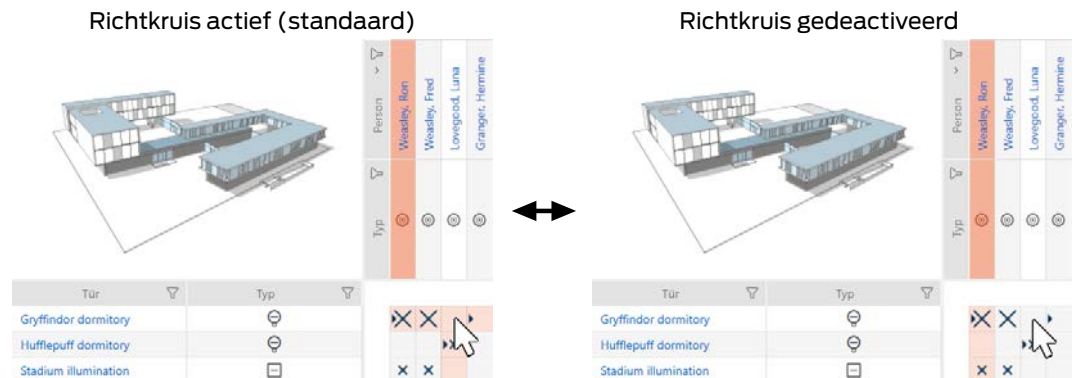 Richtkruis actief (standaard)
Richtkruis gedeactiveerd
Person
Weasley, Ron
Weasley, Fred
Lovegood, Luna
Granger, Hermine
Typ
Tür Typ
Gryffindor dormitory
Hufflepuff dormitory
Stadium illumination
Person
Weasley, Ron
Weasley, Fred
Lovegood, Luna
Granger, Hermine
Typ
Tür Typ
Gryffindor dormitory
Hufflepuff dormitory
Stadium illumination